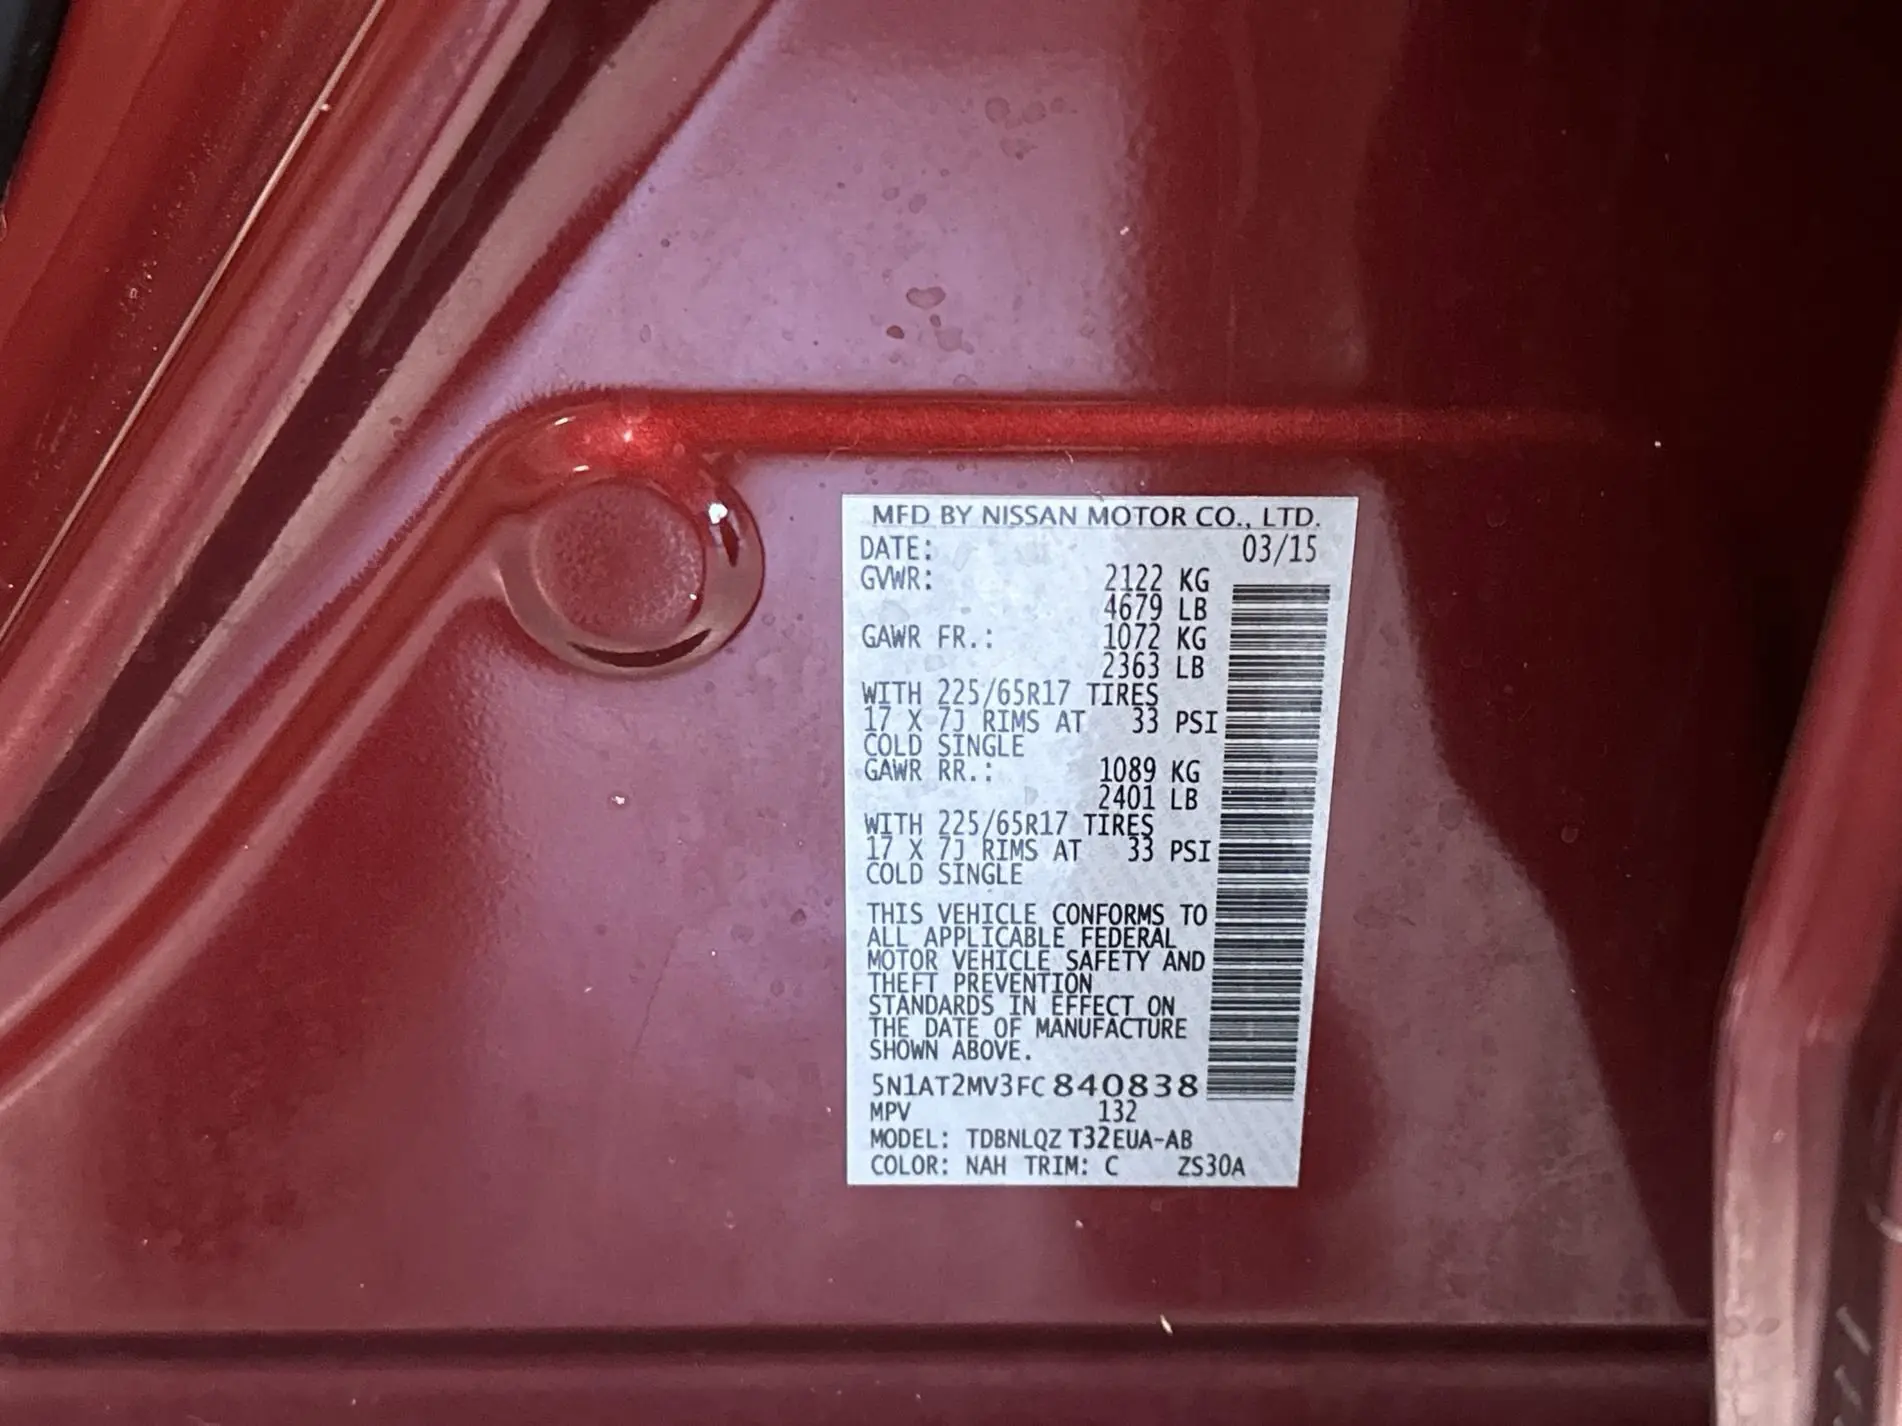 MFD BY NISSAN MOTOR CO., LTD.
DATE: 03/15
GVWR: 2122 KG
4679 LB
GAWR FR.: 1072 KG
2363 LB
WITH 225/65R17 TIRES
17 X 7J RIMS AT 33 PSI
COLD SINGLE
GAWR RR.: 1089 KG
2401 LB
WITH 225/65R17 TIRES
17 X 7J RIMS AT 33 PSI
COLD SINGLE
THIS VEHICLE CONFORMS TO
ALL APPLICABLE FEDERAL
MOTOR VEHICLE SAFETY AND
THEFT PREVENTION
STANDARDS IN EFFECT ON
THE DATE OF MANUFACTURE
SHOWN ABOVE.
5N1AT2MV3FC840838
MPV 132
MODEL: TDBNLQZ T32EUA-AB
COLOR: NAH TRIM: C ZS30A